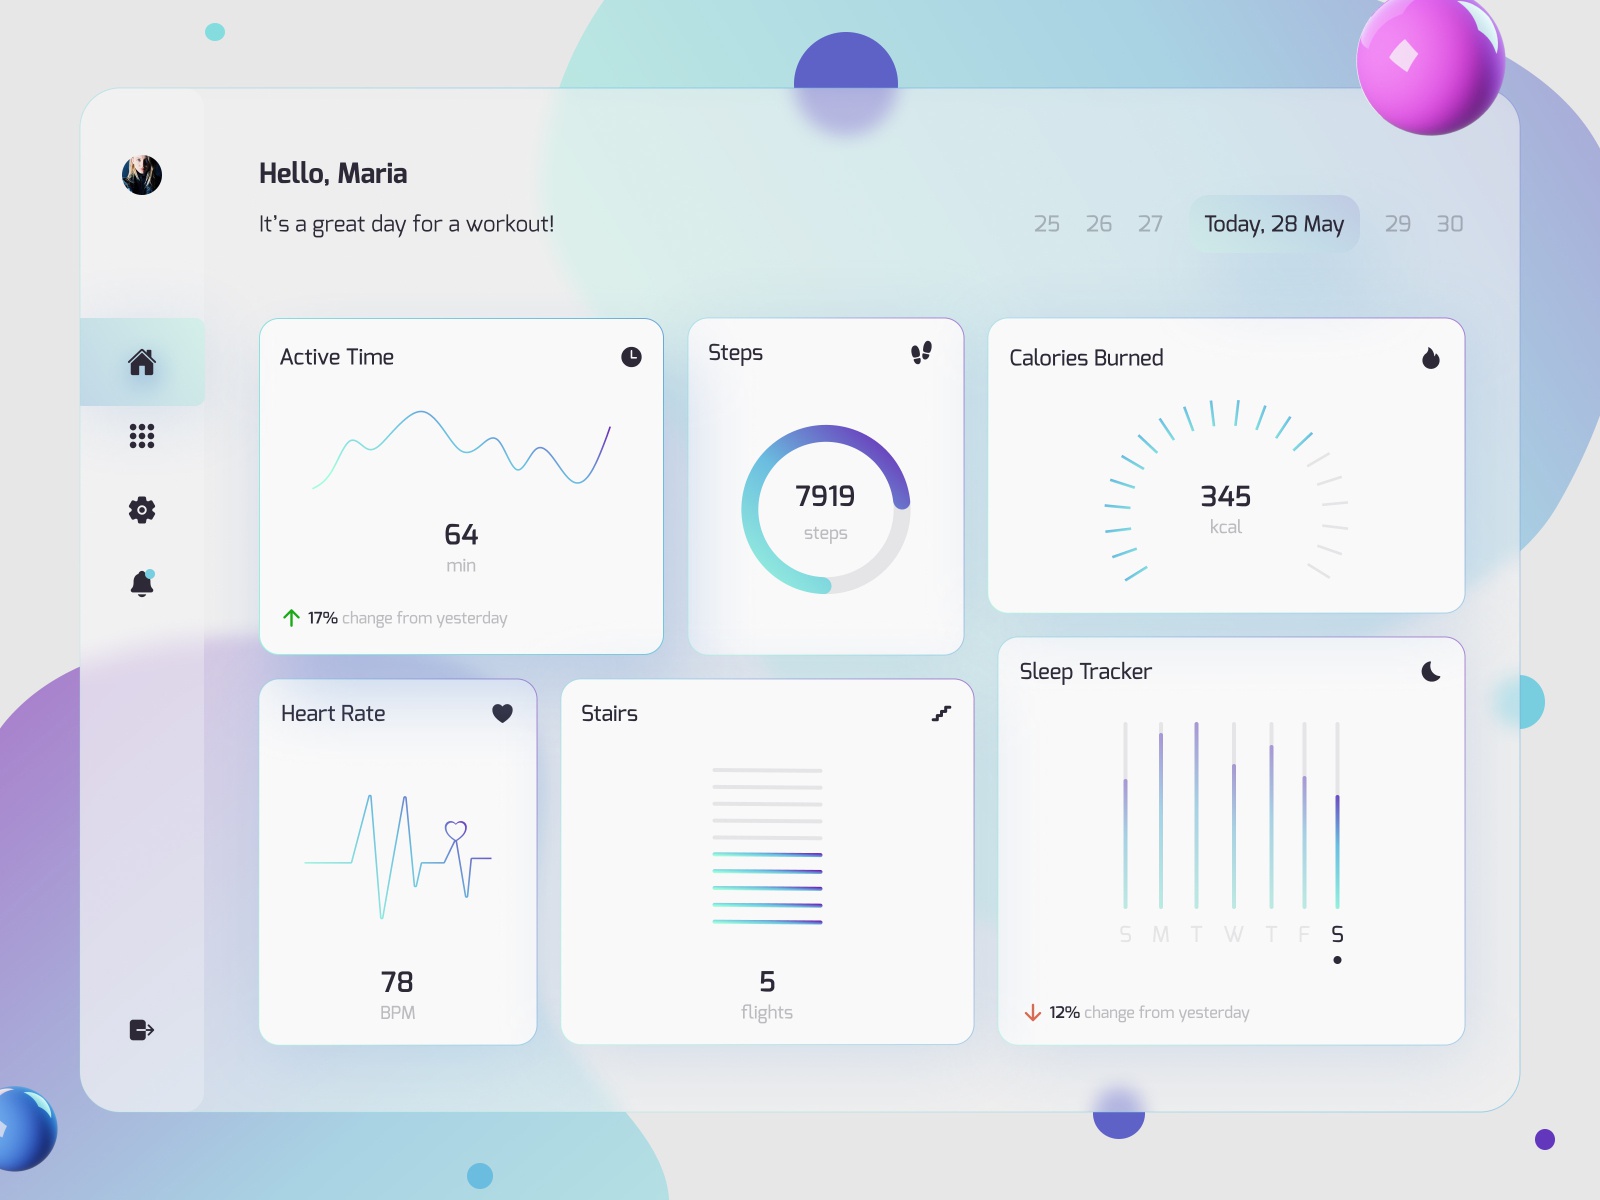 Hello, Maria
It's a great day for a workout!
25 26 27 Today, 28 May 29 30
Active Time
64
min
17% change from yesterday
Steps
7919
steps
Calories Burned
345
kcal
Heart Rate
78
BPM
Stairs
5
flights
Sleep Tracker
S M T W T F S
12% change from yesterday